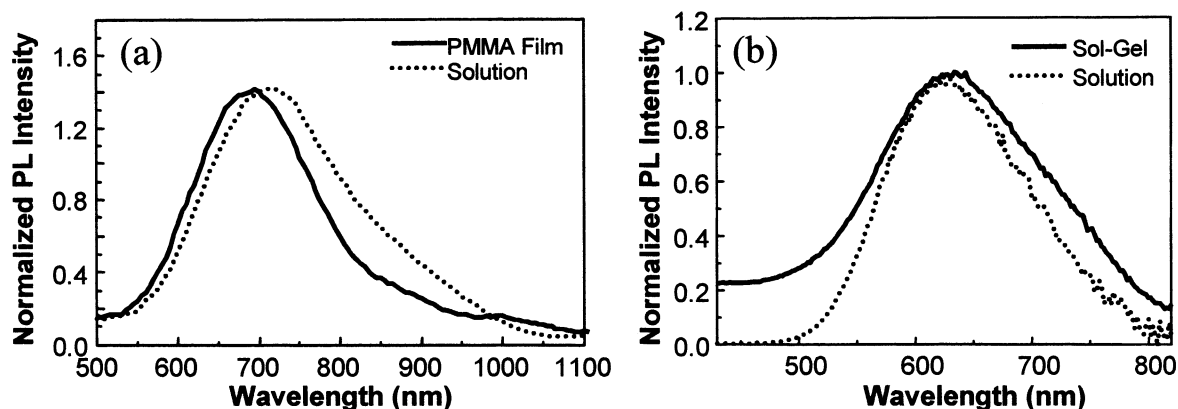 (a)
PMMA Film
Solution
Normalized PL Intensity
1.6
1.2
0.8
0.4
0.0
500 600 700 800 900 1000 1100
Wavelength (nm)
(b)
Sol-Gel
Solution
Normalized PL Intensity
1.2
1.0
0.8
0.6
0.4
0.2
0.0
500 600 700 800
Wavelength (nm)